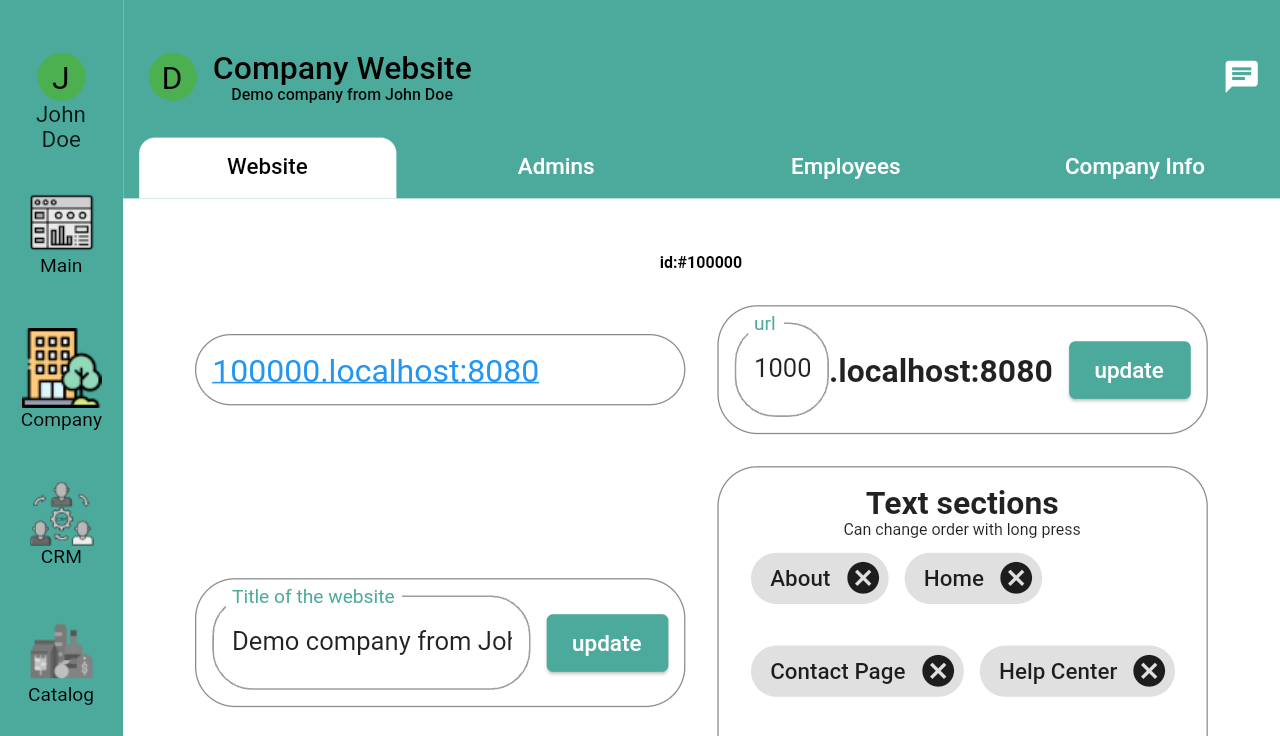 J
John
Doe
Main
Company
CRM
Catalog
D
Company Website
Demo company from John Doe
Website
Admins
Employees
Company Info
id:#100000
100000.localhost:8080
url
1000
.localhost:8080
update
Title of the website
Demo company from Joh
update
Text sections
Can change order with long press
About
Home
Contact Page
Help Center